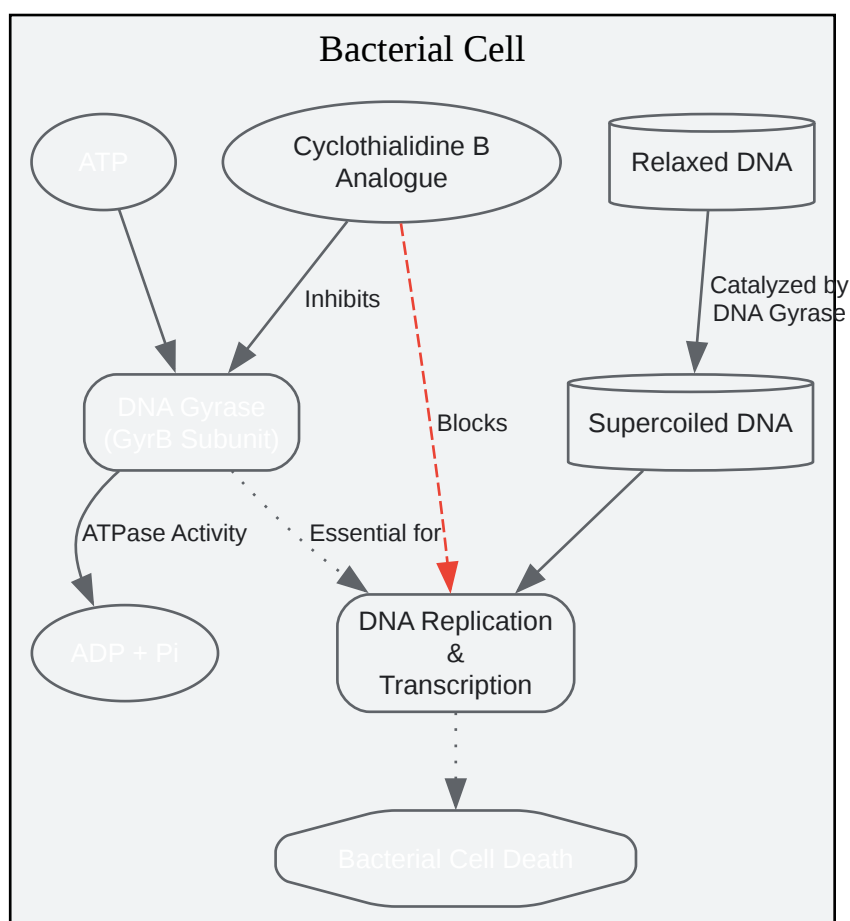 Bacterial Cell
ATP
Cyclothialidine B
Analogue
Relaxed DNA
Inhibits
Catalyzed by
DNA Gyrase
DNA Gyrase
(GyrB Subunit)
Blocks
Supercoiled DNA
ATPase Activity
Essential for
ADP + Pi
DNA Replication
&
Transcription
Bacterial Cell Death